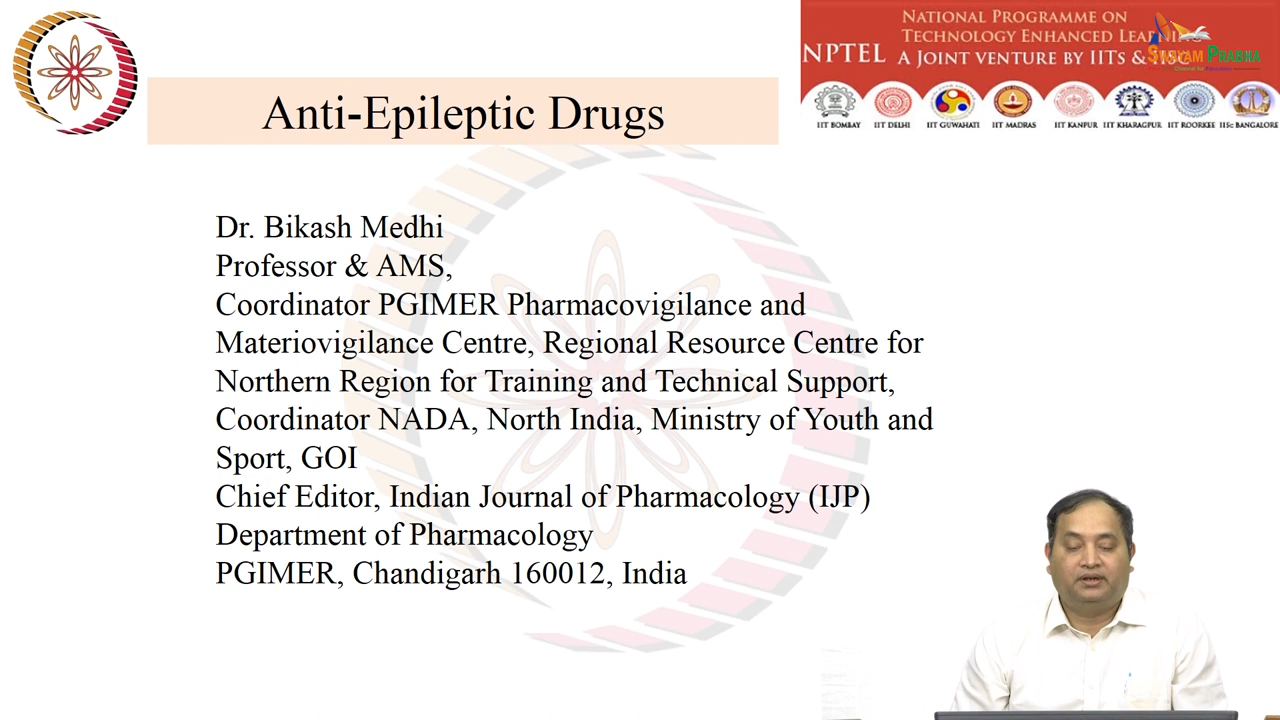 NATIONAL PROGRAMME ON
TECHNOLOGY ENHANCED LEARNING
NPTEL A JOINT VENTURE BY IITS & IISC
SWAYAM PRABHA
IIT BOMBAY IIT DELHI IIT GUWAHATI IIT MADRAS IIT KANPUR IIT KHARAGPUR IIT ROORKEE IISc BANGALORE
Anti-Epileptic Drugs
Dr. Bikash Medhi
Professor & AMS,
Coordinator PGIMER Pharmacovigilance and
Materiovigilance Centre, Regional Resource Centre for
Northern Region for Training and Technical Support,
Coordinator NADA, North India, Ministry of Youth and
Sport, GOI
Chief Editor, Indian Journal of Pharmacology (IJP)
Department of Pharmacology
PGIMER, Chandigarh 160012, India